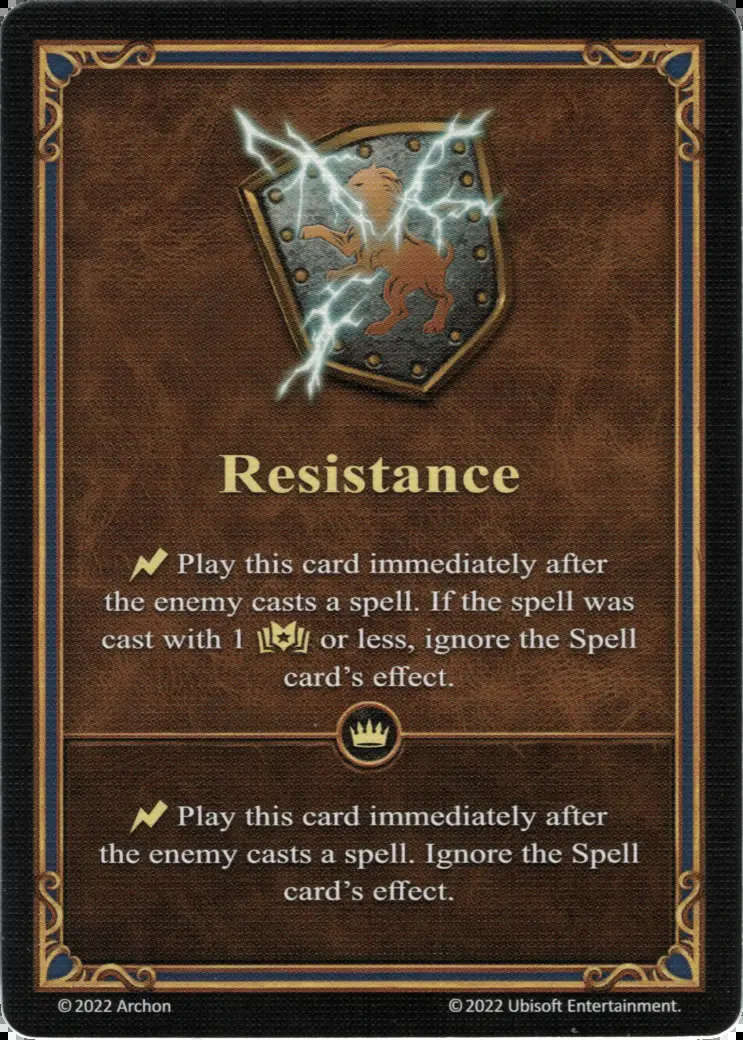 Resistance
Play this card immediately after
the enemy casts a spell. If the spell was
cast with 1 or less, ignore the Spell
card's effect.
Play this card immediately after
the enemy casts a spell. Ignore the Spell
card's effect.
© 2022 Archon
© 2022 Ubisoft Entertainment.